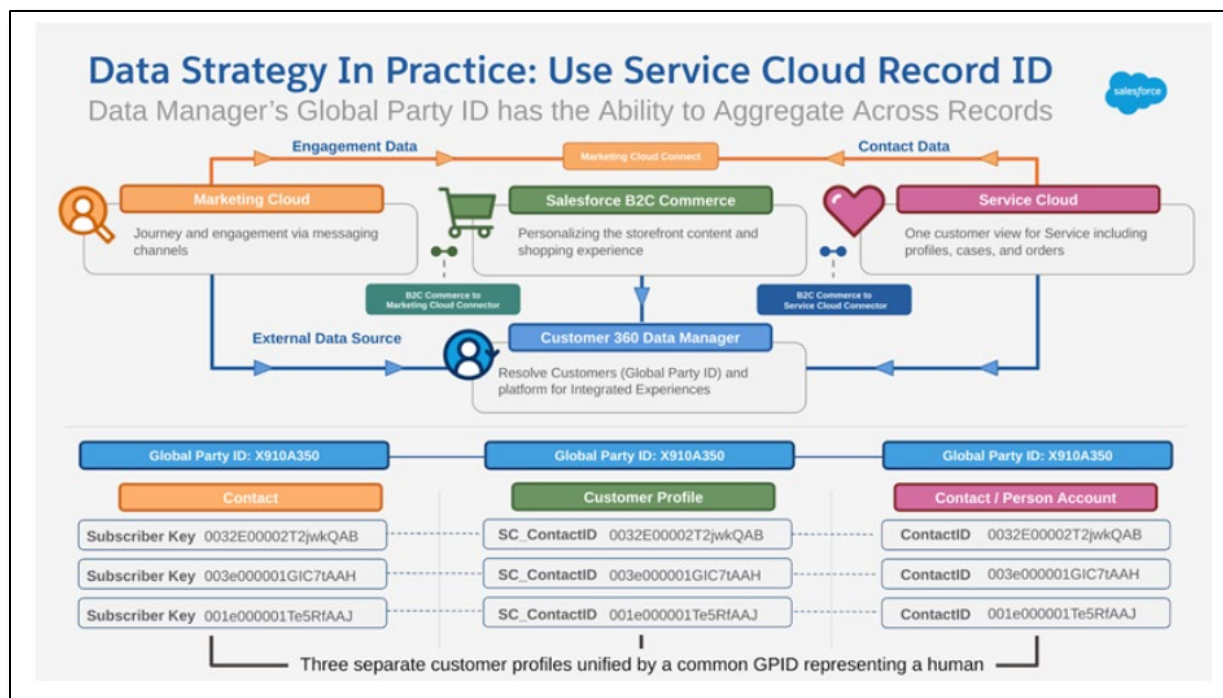 Data Strategy In Practice: Use Service Cloud Record ID
Data Manager's Global Party ID has the Ability to Aggregate Across Records
salesforce
Engagement Data
Marketing Cloud Connect
Contact Data
Marketing Cloud
Journey and engagement via messaging
channels
Salesforce B2C Commerce
Personalizing the storefront content and
shopping experience
Service Cloud
One customer view for Service including
profiles, cases, and orders
B2C Commerce to
Marketing Cloud Connector
B2C Commerce to
Service Cloud Connector
External Data Source
Customer 360 Data Manager
Resolve Customers (Global Party ID) and
platform for Integrated Experiences
Global Party ID: X910A350
Global Party ID: X910A350
Global Party ID: X910A350
Contact
Customer Profile
Contact / Person Account
Subscriber Key 0032E00002T2jwkQAB
SC_ContactID 0032E00002T2jwkQAB
ContactID 0032E00002T2jwkQAB
Subscriber Key 003e000001GIC7tAAH
SC_ContactID 003e000001GIC7tAAH
ContactID 003e000001GIC7tAAH
Subscriber Key 001e000001Te5RfAAJ
SC_ContactID 001e000001Te5RfAAJ
ContactID 001e000001Te5RfAAJ
Three separate customer profiles unified by a common GPID representing a human